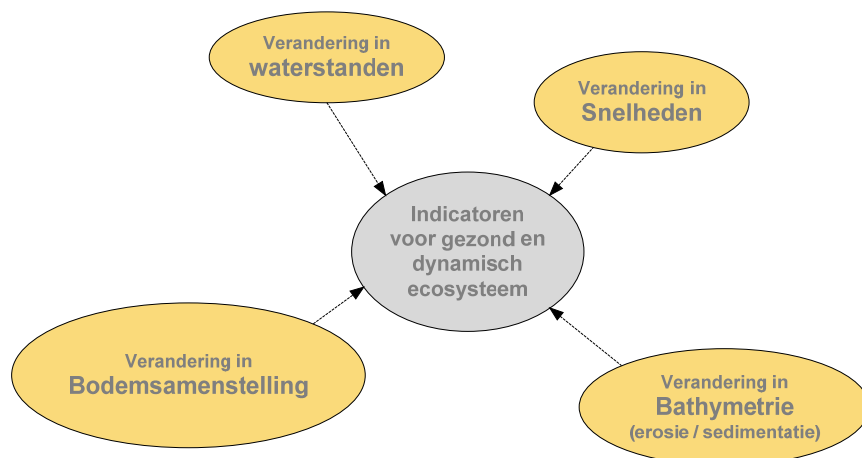 Verandering in
waterstanden
Verandering in
Snelheden
Indicatoren
voor gezond en
dynamisch
ecosysteem
Verandering in
Bodemsamenstelling
Verandering in
Bathymetrie
(erosie / sedimentatie)